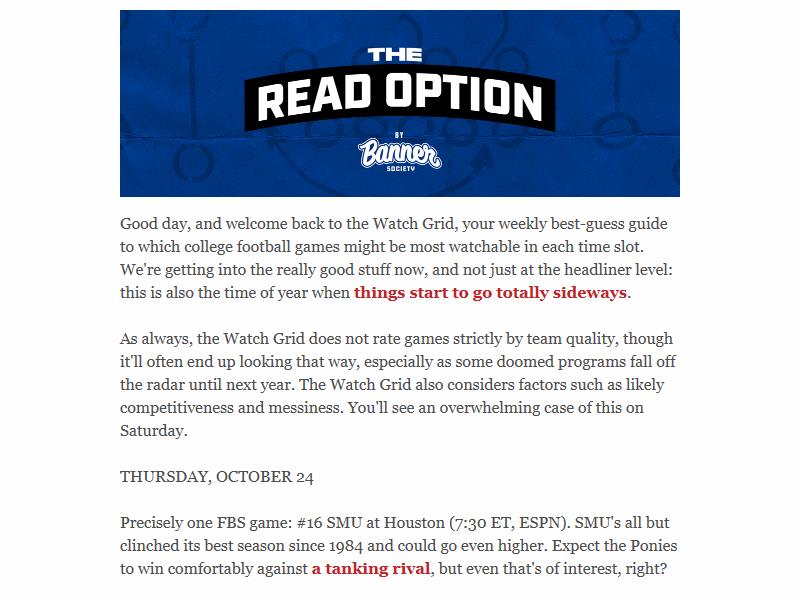 THE
READ OPTION
BY
Banner
SOCIETY
Good day, and welcome back to the Watch Grid, your weekly best-guess guide
to which college football games might be most watchable in each time slot.
We're getting into the really good stuff now, and not just at the headliner level:
this is also the time of year when things start to go totally sideways.
As always, the Watch Grid does not rate games strictly by team quality, though
it'll often end up looking that way, especially as some doomed programs fall off
the radar until next year. The Watch Grid also considers factors such as likely
competitiveness and messiness. You'll see an overwhelming case of this on
Saturday.
THURSDAY, OCTOBER 24
Precisely one FBS game: #16 SMU at Houston (7:30 ET, ESPN). SMU's all but
clinched its best season since 1984 and could go even higher. Expect the Ponies
to win comfortably against a tanking rival, but even that's of interest, right?